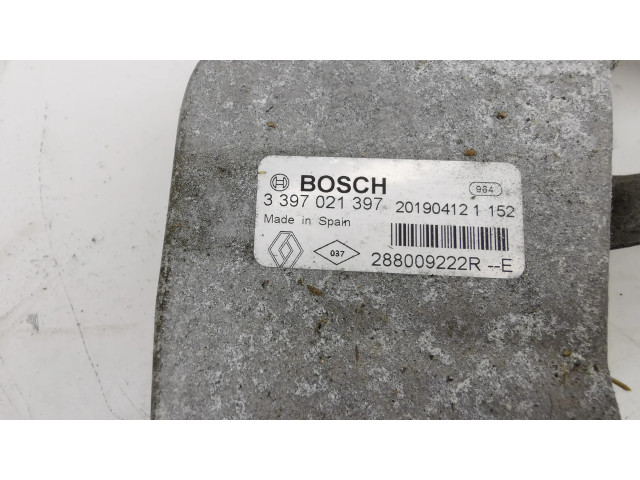 BOSCH
964
3 397 021 397 20190412 1 152
Made in Spain
037
288009222R --E